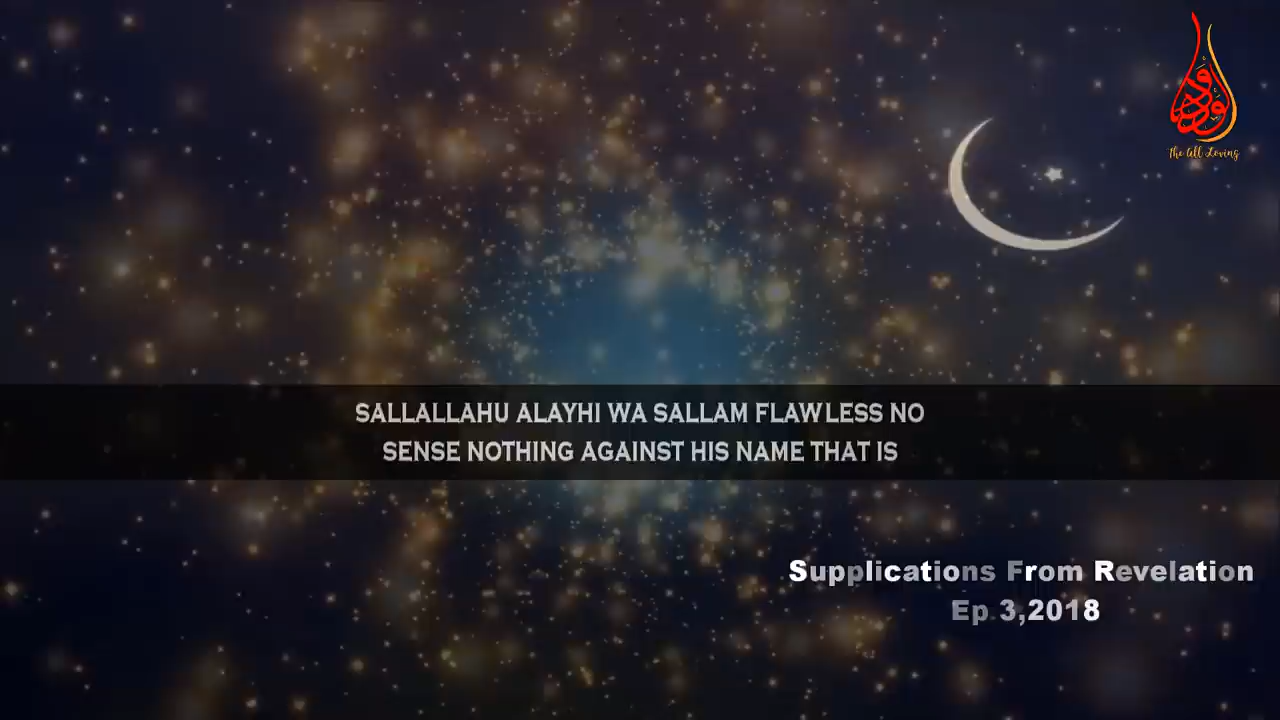 The All Loving
SALLALLAHU ALAYHI WA SALLAM FLAWLESS NO
SENSE NOTHING AGAINST HIS NAME THAT IS
Supplications From Revelation
Ep.3,2018